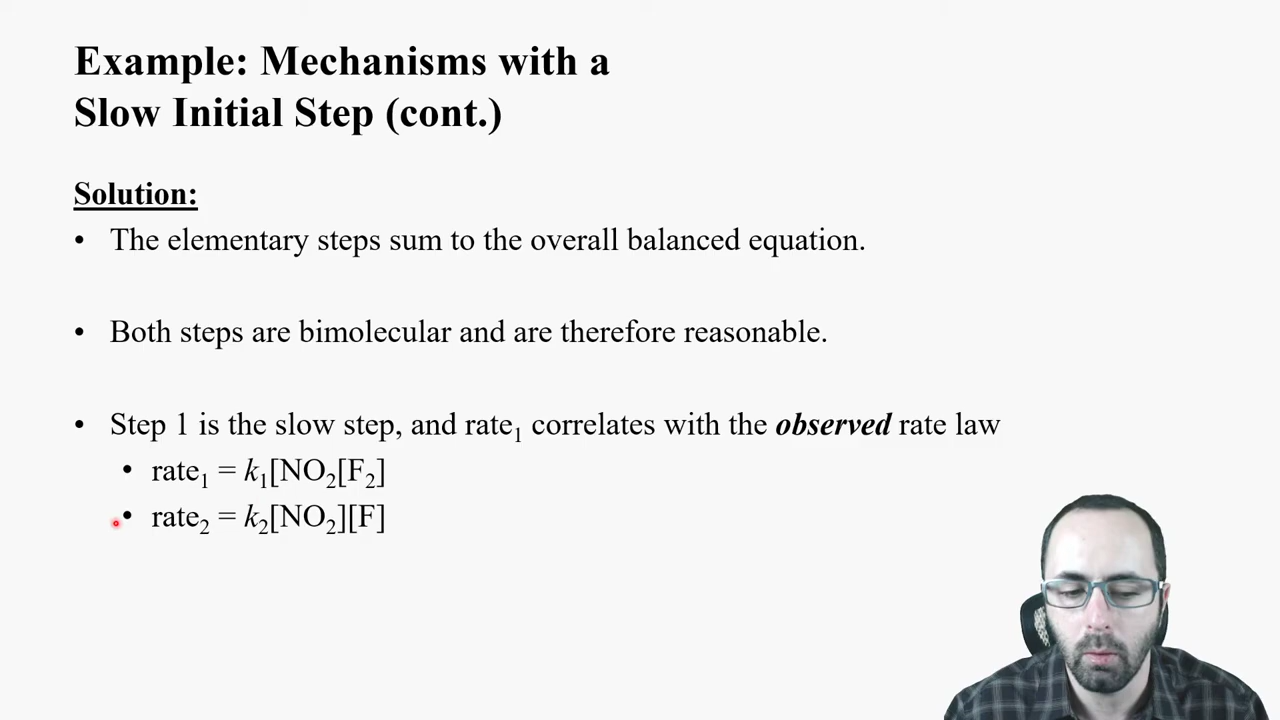 Example: Mechanisms with a
Slow Initial Step (cont.)
Solution:
• The elementary steps sum to the overall balanced equation.
• Both steps are bimolecular and are therefore reasonable.
• Step 1 is the slow step, and rate₁ correlates with the observed rate law
• rate₁ = k₁[NO₂[F₂]
• rate₂ = k₂[NO₂][F]